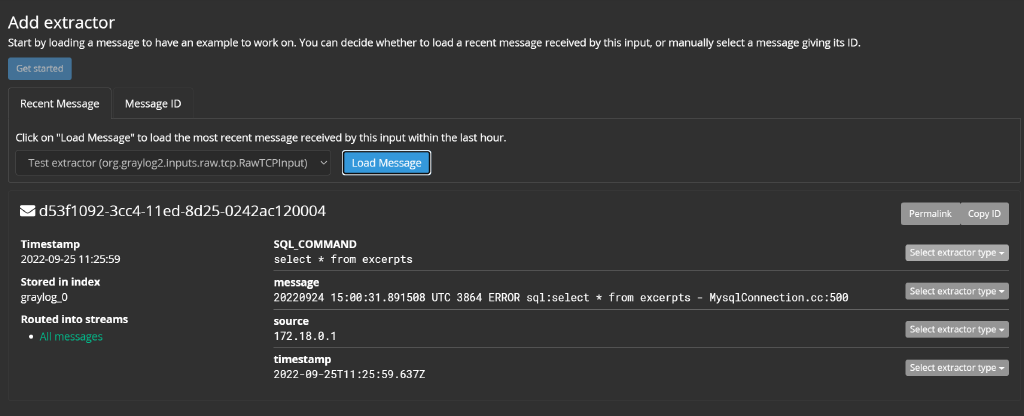 Add extractor
Start by loading a message to have an example to work on. You can decide whether to load a recent message received by this input, or manually select a message giving its ID.
Get started
Recent Message Message ID
Click on "Load Message" to load the most recent message received by this input within the last hour.
Test extractor (org.graylog2.inputs.raw.tcp.RawTCPInput) Load Message
d53f1092-3cc4-11ed-8d25-0242ac120004
Permalink Copy ID
Timestamp
2022-09-25 11:25:59
Stored in index
graylog_0
Routed into streams
All messages
SQL_COMMAND
select * from excerpts
Select extractor type
message
20220924 15:00:31.891508 UTC 3864 ERROR sql:select * from excerpts - MysqlConnection.cc:500
Select extractor type
source
172.18.0.1
Select extractor type
timestamp
2022-09-25T11:25:59.637Z
Select extractor type